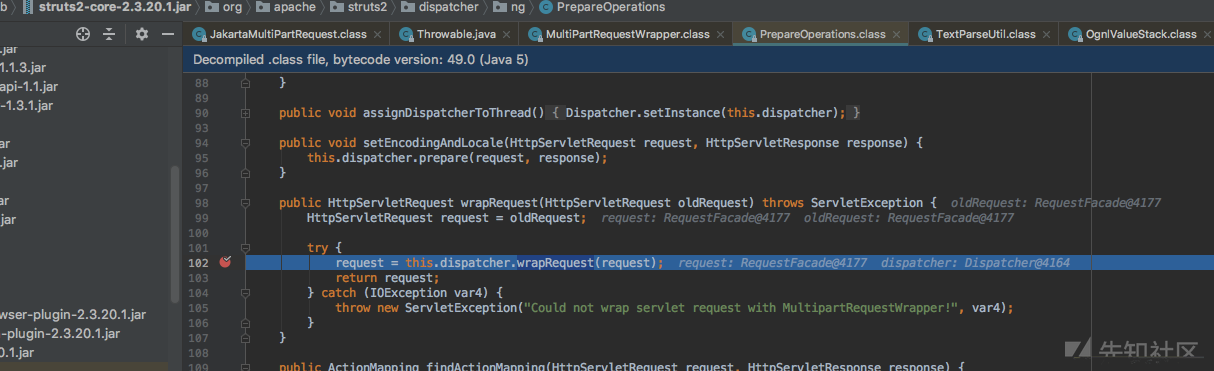 b struts2-core-2.3.20.1.jar org apache struts2 dispatcher ng PrepareOperations
JakartaMultiPartRequest.class Throwable.java MultiPartRequestWrapper.class PrepareOperations.class TextParseUtil.class OgnlValueStack.class
Decompiled .class file, bytecode version: 49.0 (Java 5)
.jar
1.1.3.jar
api-1.1.jar
-1.3.1.jar
ar
.jar
ar
r.jar
wser-plugin-2.3.20.1.jar
-plugin-2.3.20.1.jar
0.1.jar
88 }
89
90 public void assignDispatcherToThread() { Dispatcher.setInstance(this.dispatcher); }
93
94 public void setEncodingAndLocale(HttpServletRequest request, HttpServletResponse response) {
95 this.dispatcher.prepare(request, response);
96 }
97
98 public HttpServletRequest wrapRequest(HttpServletRequest oldRequest) throws ServletException { oldRequest: RequestFacade@4177
99 HttpServletRequest request = oldRequest; request: RequestFacade@4177 oldRequest: RequestFacade@4177
100
101 try {
102 request = this.dispatcher.wrapRequest(request); request: RequestFacade@4177 dispatcher: Dispatcher@4164
103 return request;
104 } catch (IOException var4) {
105 throw new ServletException("Could not wrap servlet request with MultipartRequestWrapper!", var4);
106 }
107 }
108
109 public ActionMapping findActionMapping(HttpServletRequest request, HttpServletResponse response) {
先知社区